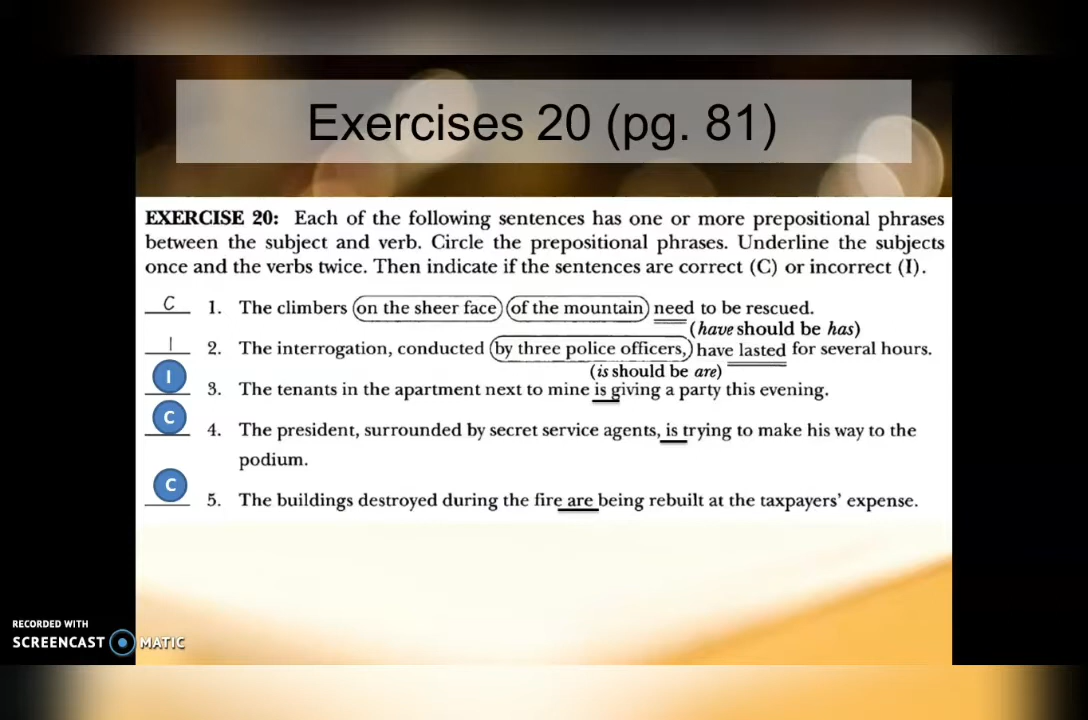 Exercises 20 (pg. 81)
EXERCISE 20: Each of the following sentences has one or more prepositional phrases
between the subject and verb. Circle the prepositional phrases. Underline the subjects
once and the verbs twice. Then indicate if the sentences are correct (C) or incorrect (I).
C 1. The climbers on the sheer face of the mountain need to be rescued.
(have should be has)
I 2. The interrogation, conducted by three police officers, have lasted for several hours.
(is should be are)
I 3. The tenants in the apartment next to mine is giving a party this evening.
C 4. The president, surrounded by secret service agents, is trying to make his way to the
podium.
C 5. The buildings destroyed during the fire are being rebuilt at the taxpayers' expense.
RECORDED WITH
SCREENCAST MATIC